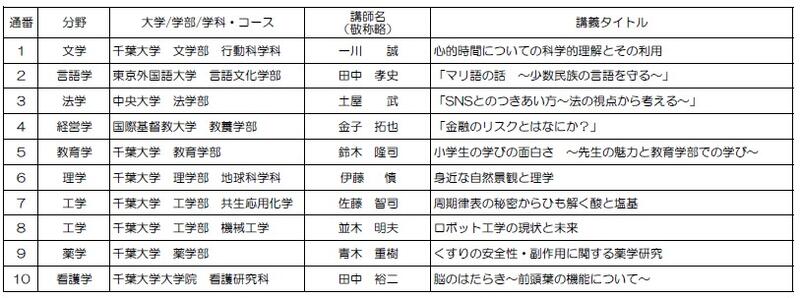 通番 分野 大学/学部/学科・コース 講師名 講義タイトル
(敬称略)
1 文学 千葉大学 文学部 行動科学科 一川 誠 心的時間についての科学的理解とその利用
2 言語学 東京外国語大学 言語文化学部 田中 孝史 「マリ語の話 ～少数民族の言語を守る～」
3 法学 中央大学 法学部 土屋 武 「SNSとのつきあい方～法の視点から考える～」
4 経営学 国際基督教大学 教養学部 金子 拓也 「金融のリスクとはなにか？」
5 教育学 千葉大学 教育学部 鈴木 隆司 小学生の学びの面白さ ～先生の魅力と教育学部での学び～
6 理学 千葉大学 理学部 地球科学科 伊藤 慎 身近な自然景観と理学
7 工学 千葉大学 工学部 共生応用化学 佐藤 智司 周期律表の秘密からひも解く酸と塩基
8 工学 千葉大学 工学部 機械工学 並木 明夫 ロボット工学の現状と未来
9 薬学 千葉大学 薬学部 青木 重樹 くすりの安全性・副作用に関する薬学研究
10 看護学 千葉大学大学院 看護研究科 田中 裕二 脳のはたらき～前頭葉の機能について～